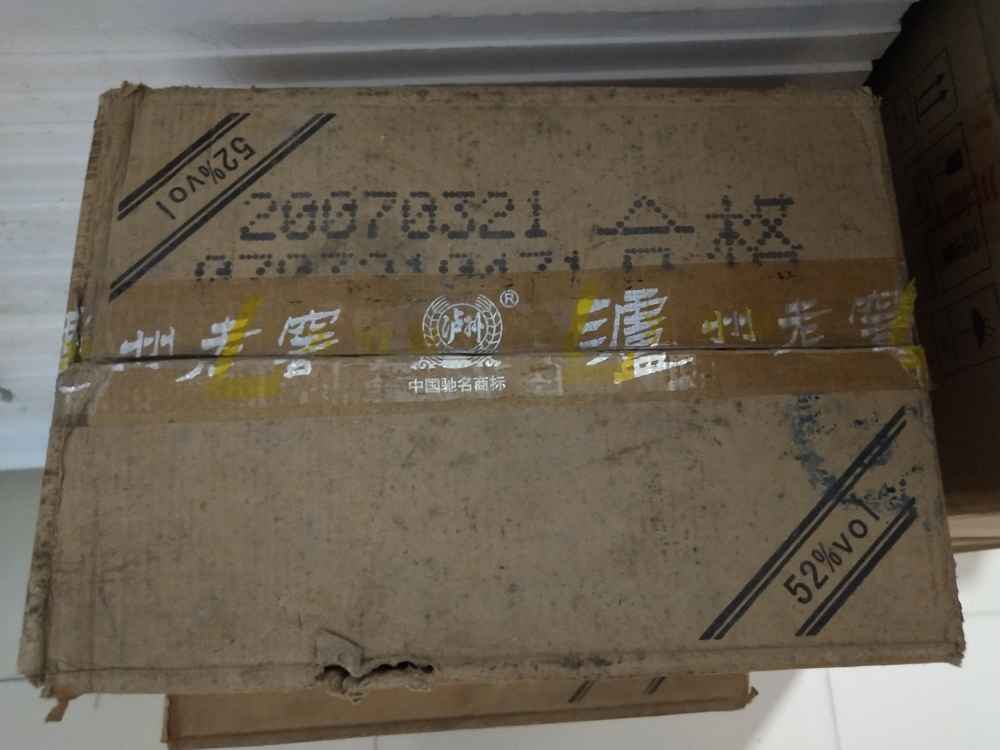 52%vol
20070321 合格
州老窖
泸州
®
泸州老窖
中国驰名商标
52%vol